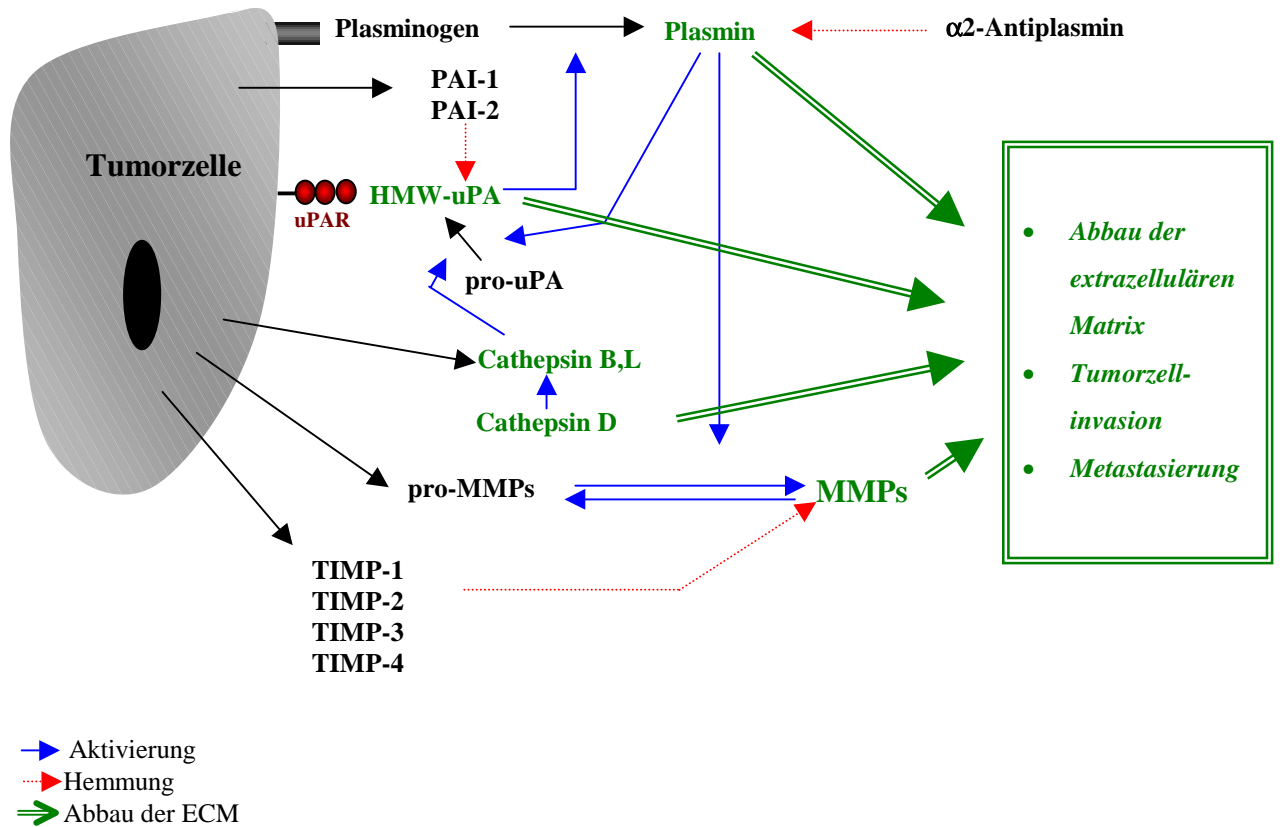 Plasminogen
Plasmin
α2-Antiplasmin
PAI-1
PAI-2
Tumorzelle
uPAR
HMW-uPA
pro-uPA
Cathepsin B,L
Cathepsin D
pro-MMPs
MMPs
TIMP-1
TIMP-2
TIMP-3
TIMP-4
• Abbau der
extrazellulären
Matrix
• Tumorzell-
invasion
• Metastasierung
Aktivierung
Hemmung
Abbau der ECM